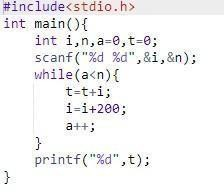 #include<stdio.h>
int main(){
    int i,n,a=0,t=0;
    scanf("%d %d",&i,&n);
    while(a<n){
        t=t+i;
        i=i+200;
        a++;
    }
    printf("%d",t);
}